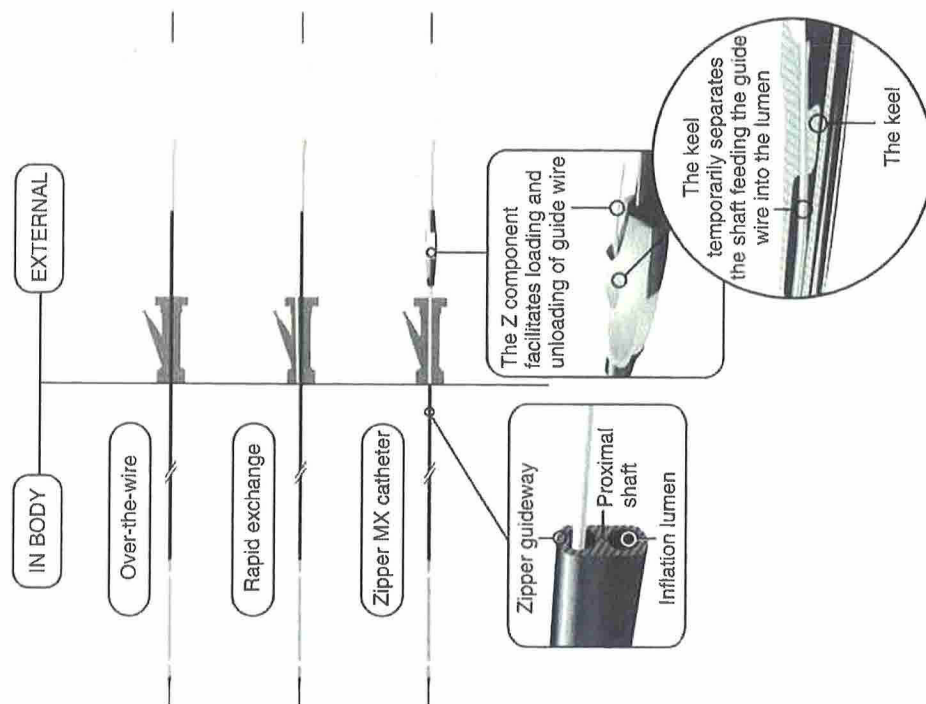 IN BODY
EXTERNAL
Over-the-wire
Rapid exchange
Zipper MX catheter
Zipper guideway
Proximal
shaft
Inflation lumen
The Z component
facilitates loading and
unloading of guide wire
The keel
temporarily separates
the shaft feeding the guide
wire into the lumen
The keel